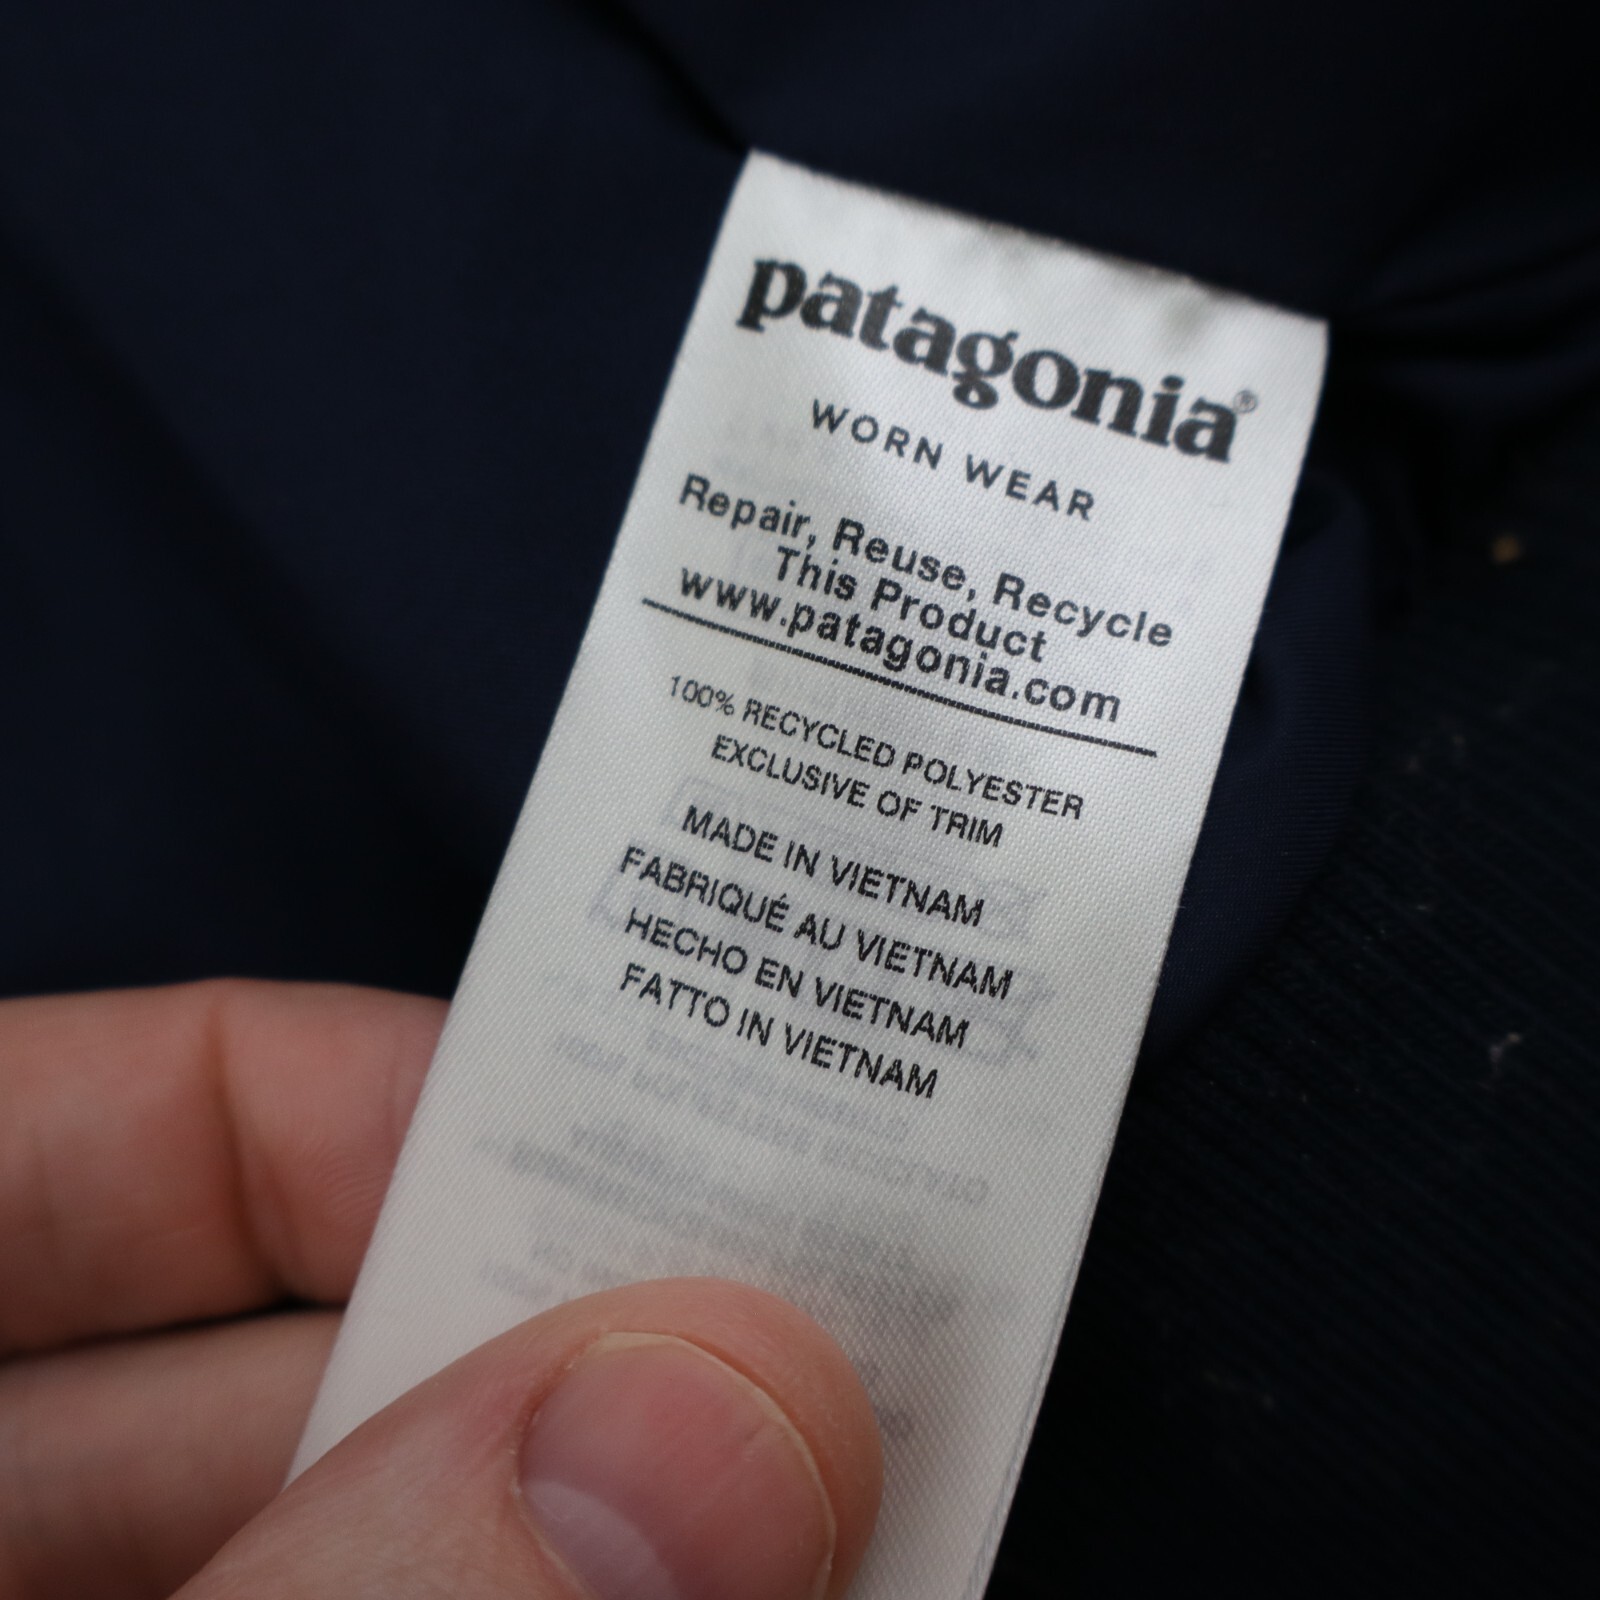 patagonia®
WORN WEAR
Repair, Reuse, Recycle
This Product
www.patagonia.com
100% RECYCLED POLYESTER
EXCLUSIVE OF TRIM
MADE IN VIETNAM
FABRIQUÉ AU VIETNAM
HECHO EN VIETNAM
FATTO IN VIETNAM